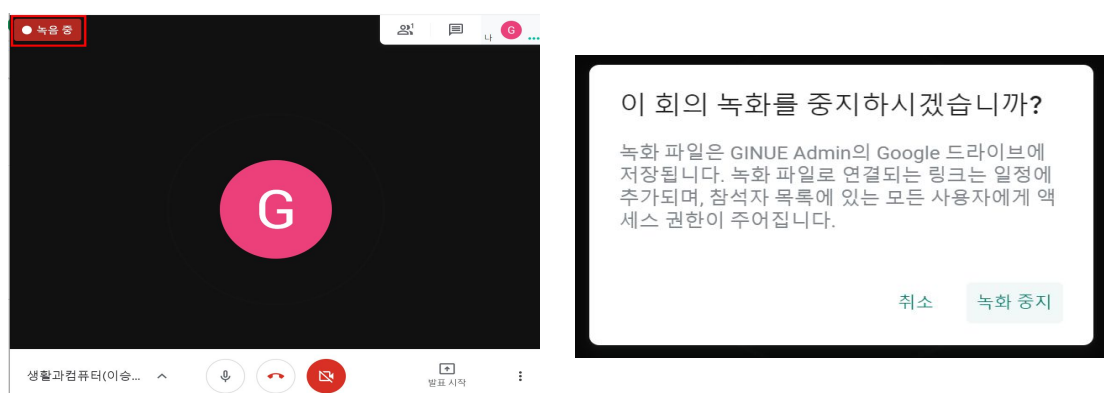 녹음 중
1
나
G
G
생활과컴퓨터(이승...
발표 시작
이 회의 녹화를 중지하시겠습니까?
녹화 파일은 GINUE Admin의 Google 드라이브에
저장됩니다. 녹화 파일로 연결되는 링크는 일정에
추가되며, 참석자 목록에 있는 모든 사용자에게 액
세스 권한이 주어집니다.
취소
녹화 중지